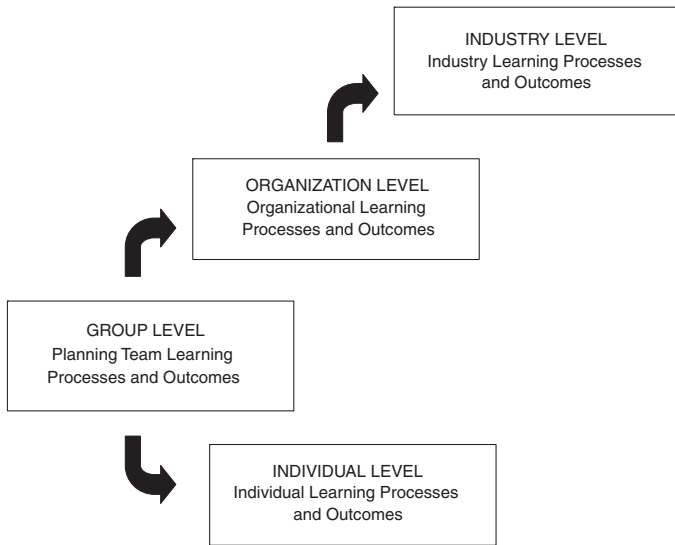 INDUSTRY LEVEL
Industry Learning Processes
and Outcomes
ORGANIZATION LEVEL
Organizational Learning
Processes and Outcomes
GROUP LEVEL
Planning Team Learning
Processes and Outcomes
INDIVIDUAL LEVEL
Individual Learning Processes
and Outcomes